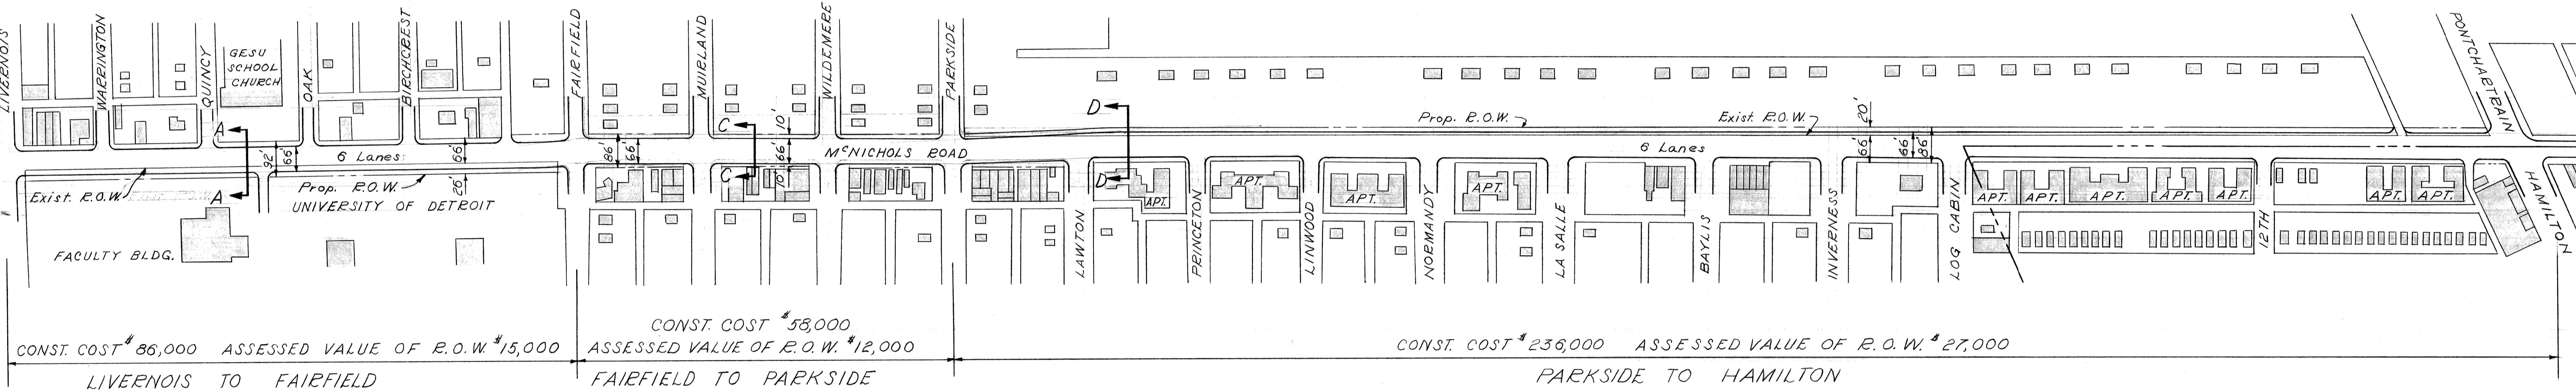 LIVERNOIS
WARRINGTON
QUINCY
GESU
SCHOOL
CHURCH
OAK
BIRCHCREST
FAIRFIELD
MUIRLAND
WILDEMERE
PARKSIDE
PONTCHARTRAIN
A
C
10'
D
Prop. R.O.W.
Exist. R.O.W.
20'
92'
66'
6 Lanes
66'
86'
66'
66'
McNICHOLS ROAD
6 Lanes
66'
66'
86'
Exist. R.O.W.
A
Prop. R.O.W.
26'
C
10'
D
UNIVERSITY OF DETROIT
FACULTY BLDG.
APT.
APT.
APT.
APT.
APT.
APT.
APT.
APT.
APT.
APT.
APT.
LAWTON
PRINCETON
LINWOOD
NORMANDY
LA SALLE
BAYLIS
INVERNESS
LOG CABIN
12TH
HAMILTON
CONST. COST $86,000 ASSESSED VALUE OF R.O.W. $15,000
CONST. COST $58,000
ASSESSED VALUE OF R.O.W. $12,000
CONST. COST $236,000 ASSESSED VALUE OF R.O.W. $27,000
LIVERNOIS TO FAIRFIELD
FAIRFIELD TO PARKSIDE
PARKSIDE TO HAMILTON